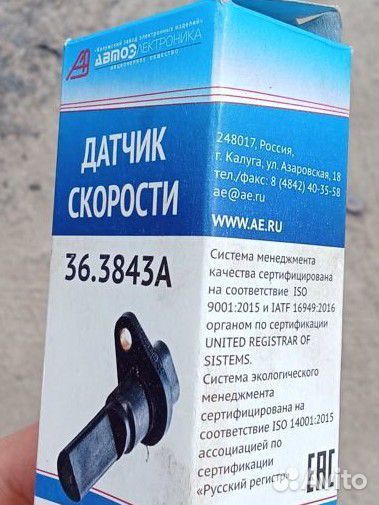 «Калужский завод электронных изделий»
АВТОЭЛЕКТРОНИКА
акционерное общество
ДАТЧИК
СКОРОСТИ
36.3843А
248017, Россия,
г. Калуга, ул. Азаровская, 18
тел./факс: 8 (4842) 40-35-58
ae@ae.ru
WWW.AE.RU
Система менеджмента
качества сертифицирована
на соответствие ISO
9001:2015 и IATF 16949:2016
органом по сертификации
UNITED REGISTRAR OF
SISTEMS.
Система экологического
менеджмента
сертифицирована на
соответствие ISO 14001:2015
ассоциацией по
сертификации
«Русский регистр»
EAC
Avito